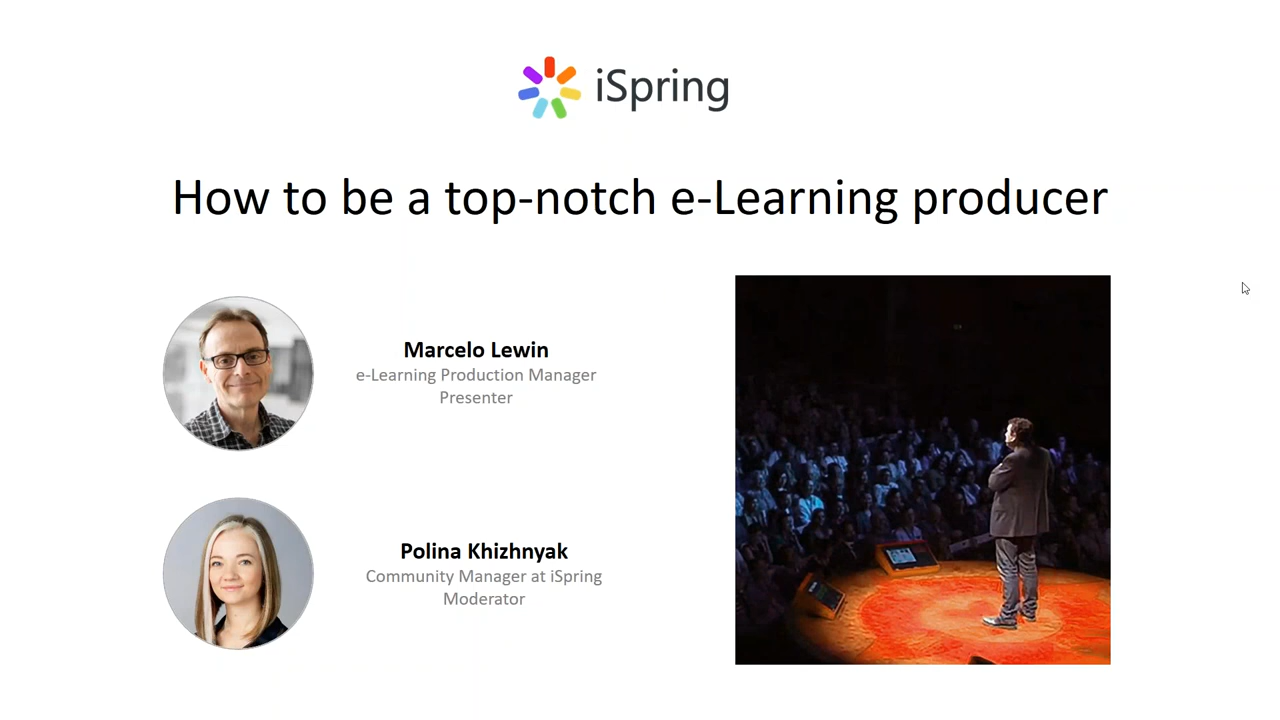 iSpring
How to be a top-notch e-Learning producer
Marcelo Lewin
e-Learning Production Manager
Presenter
Polina Khizhnyak
Community Manager at iSpring
Moderator